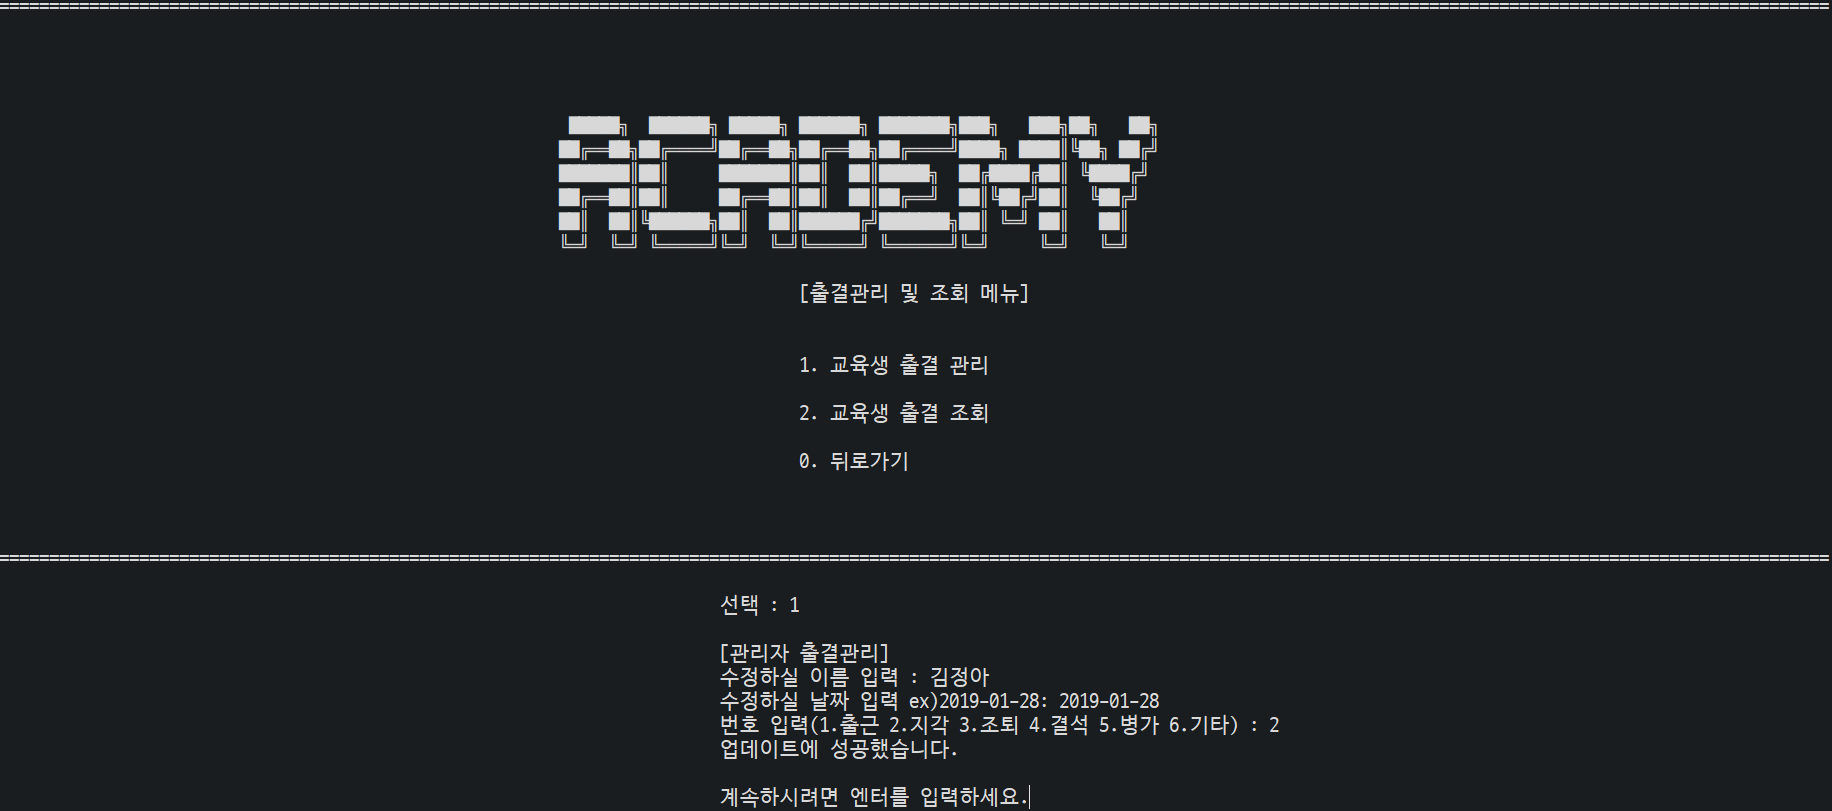 ACADEMY
[출결관리 및 조회 메뉴]
1. 교육생 출결 관리
2. 교육생 출결 조회
0. 뒤로가기
선택 : 1
[관리자 출결관리]
수정하실 이름 입력 : 김정아
수정하실 날짜 입력 ex)2019-01-28: 2019-01-28
번호 입력(1.출근 2.지각 3.조퇴 4.결석 5.병가 6.기타) : 2
업데이트에 성공했습니다.
계속하시려면 엔터를 입력하세요.